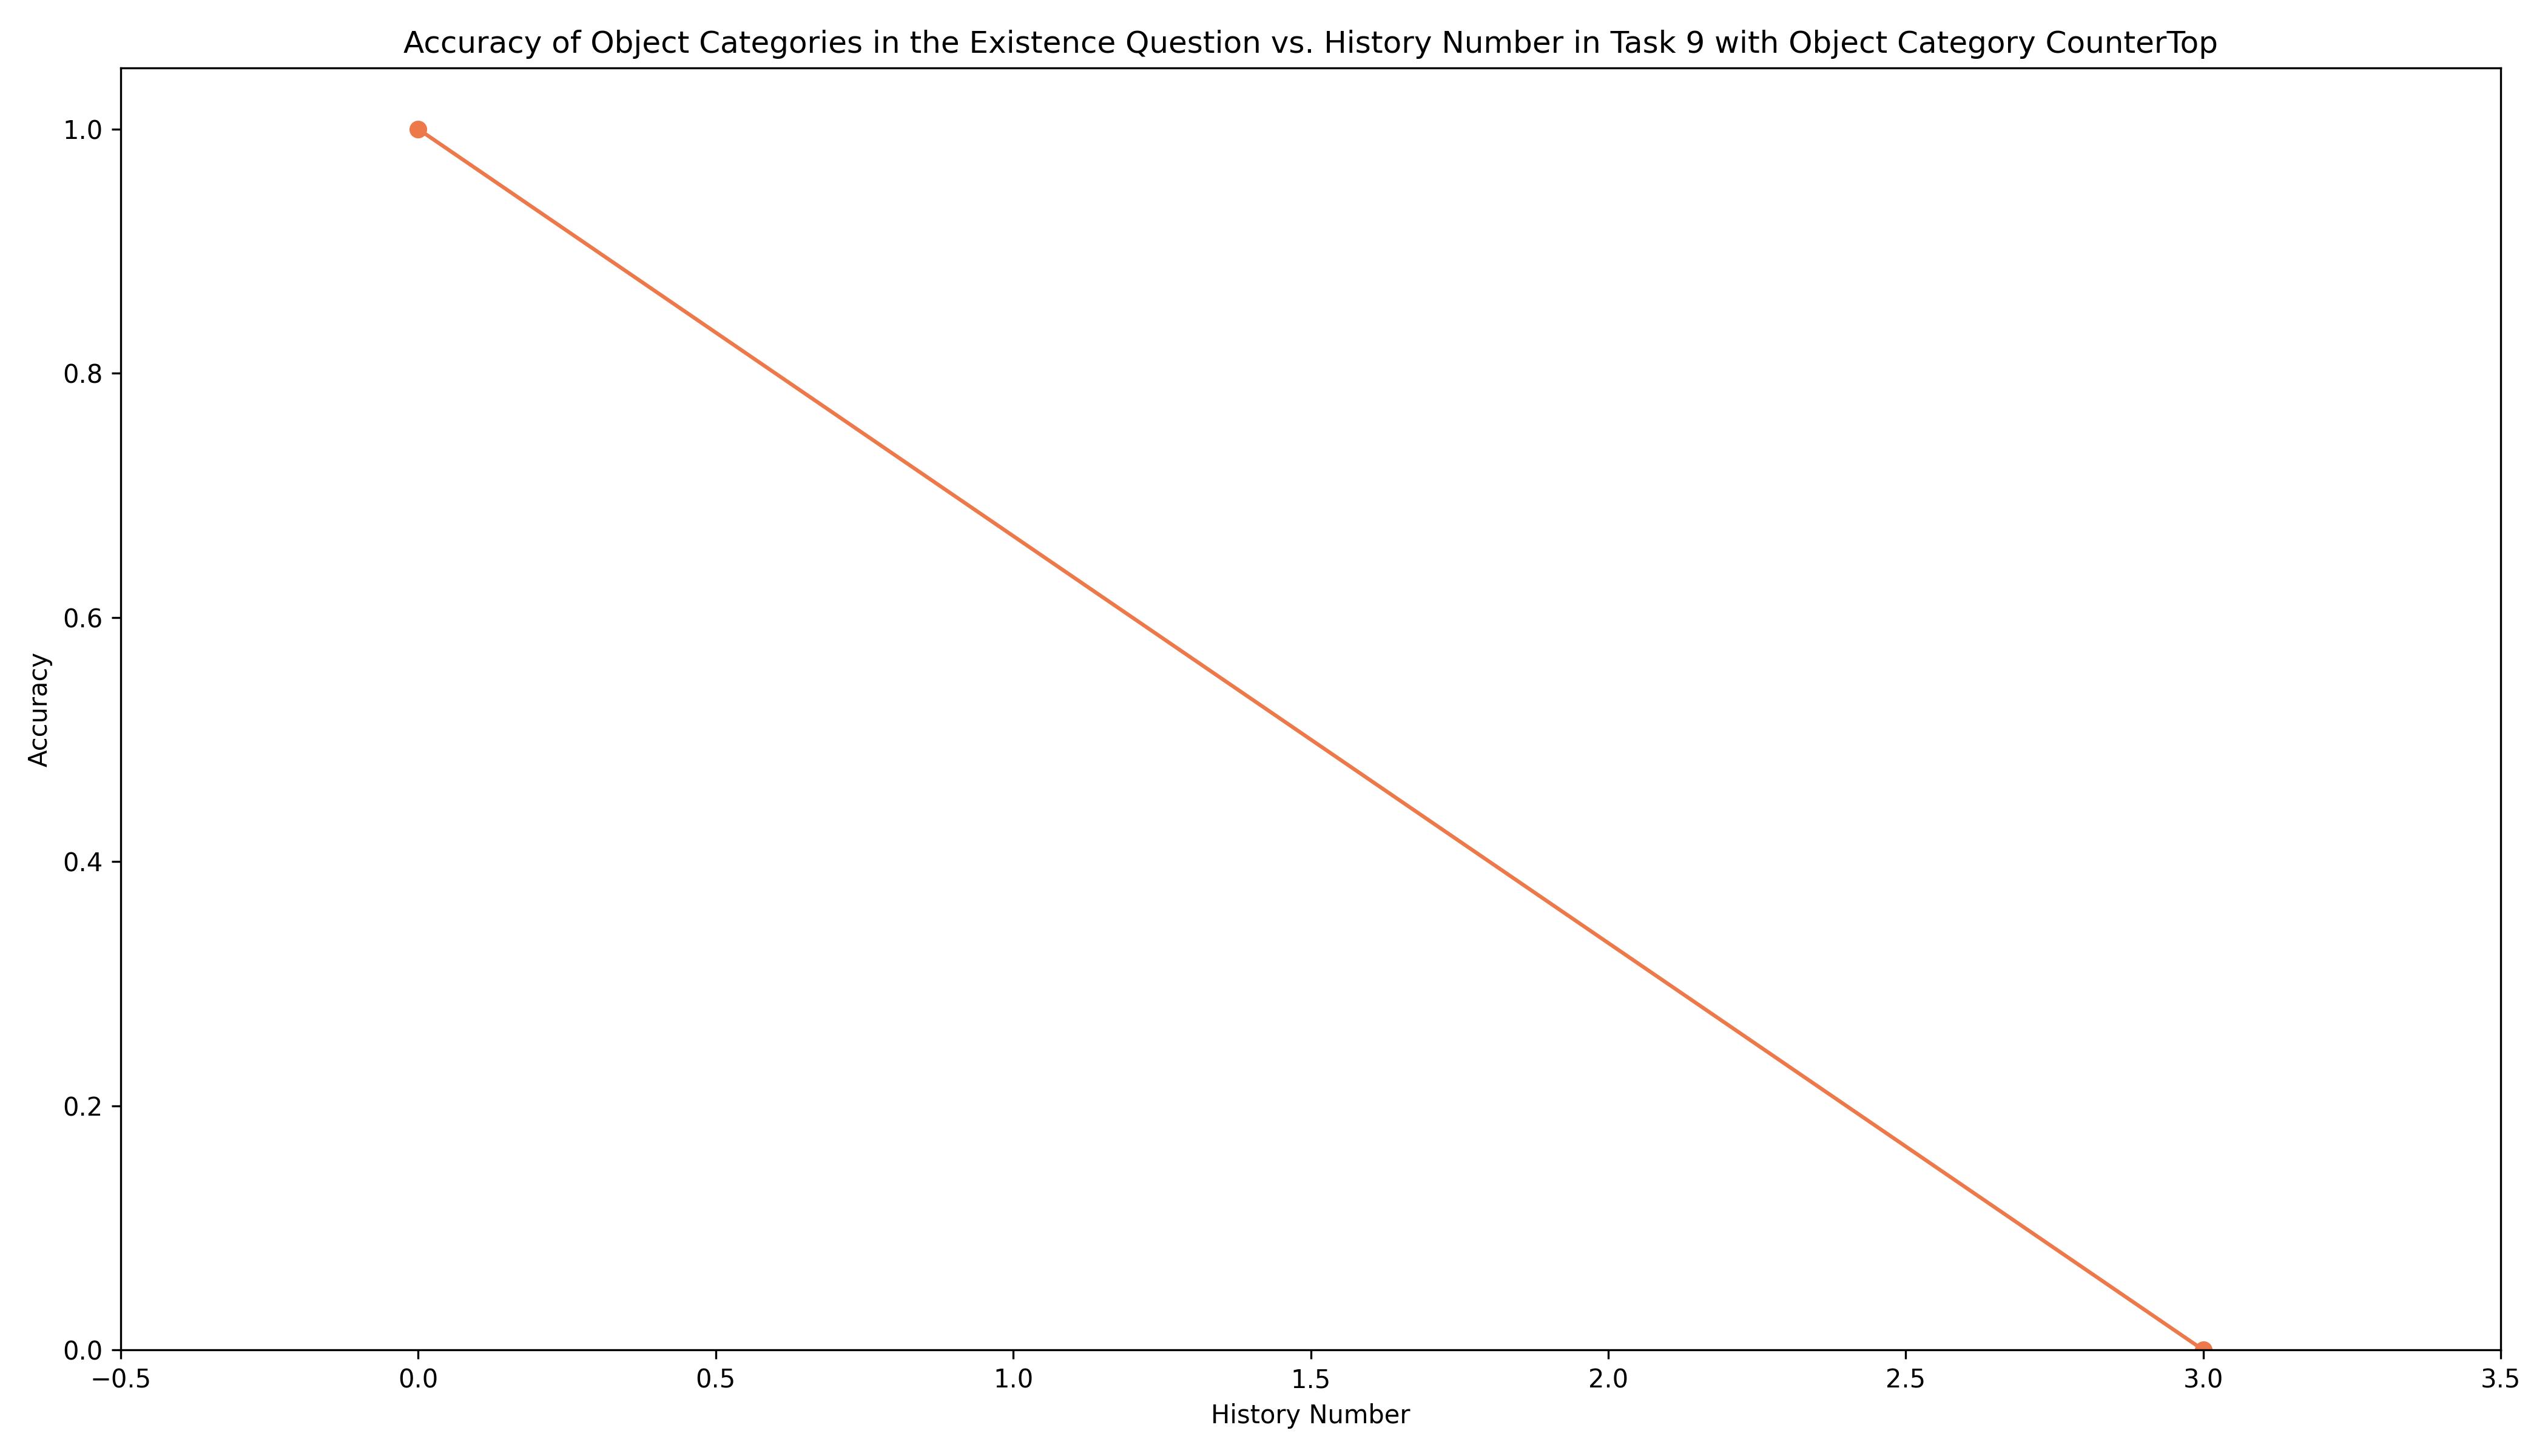 Accuracy of Object Categories in the Existence Question vs. History Number in Task 9 with Object Category CounterTop
1.0
0.8
0.6
0.4
0.2
0.0
Accuracy
−0.5 0.0 0.5 1.0 1.5 2.0 2.5 3.0 3.5
History Number